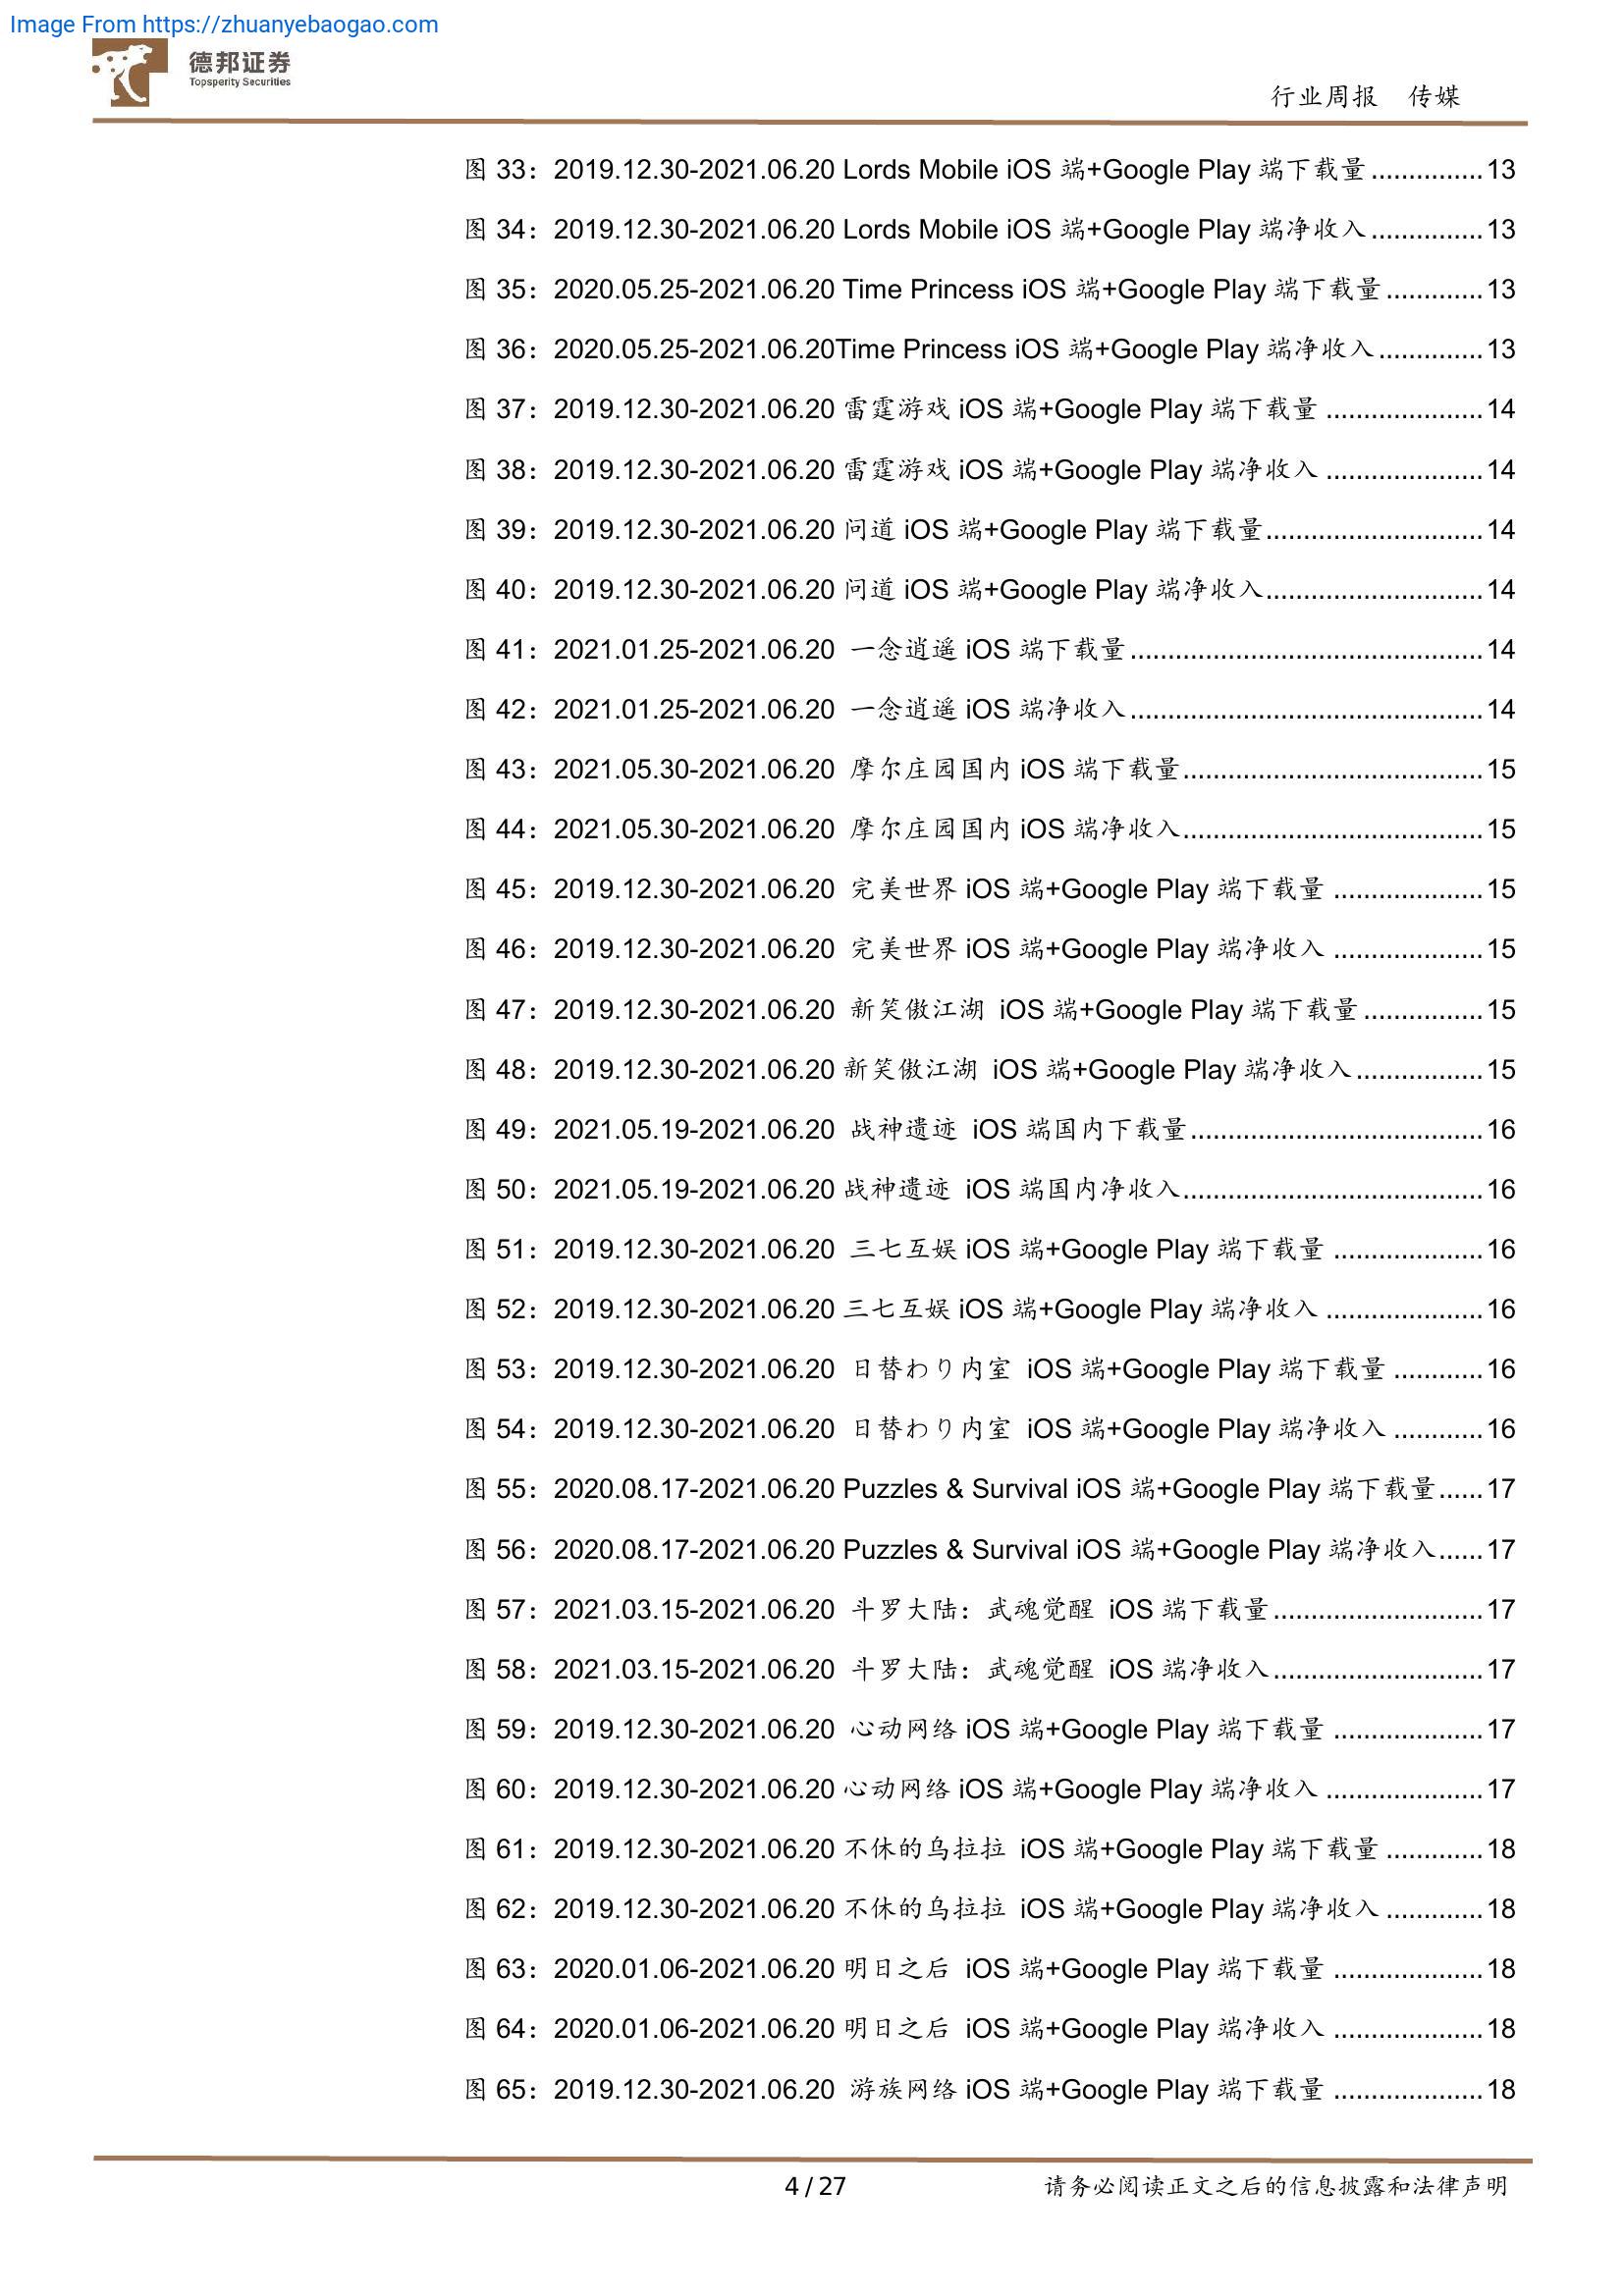 Image From https://zhuanyebaogao.com
德邦证券
Topsperity Securities
行业周报 传媒
图 33：2019.12.30-2021.06.20 Lords Mobile iOS 端+Google Play 端下载量...............13
图 34：2019.12.30-2021.06.20 Lords Mobile iOS 端+Google Play 端净收入...............13
图 35：2020.05.25-2021.06.20 Time Princess iOS 端+Google Play 端下载量.............13
图 36：2020.05.25-2021.06.20Time Princess iOS 端+Google Play 端净收入..............13
图 37：2019.12.30-2021.06.20 雷霆游戏 iOS 端+Google Play 端下载量 .....................14
图 38：2019.12.30-2021.06.20 雷霆游戏 iOS 端+Google Play 端净收入 .....................14
图 39：2019.12.30-2021.06.20 问道 iOS 端+Google Play 端下载量.............................14
图 40：2019.12.30-2021.06.20 问道 iOS 端+Google Play 端净收入.............................14
图 41：2021.01.25-2021.06.20 一念逍遥 iOS 端下载量...............................................14
图 42：2021.01.25-2021.06.20 一念逍遥 iOS 端净收入...............................................14
图 43：2021.05.30-2021.06.20 摩尔庄园国内 iOS 端下载量........................................15
图 44：2021.05.30-2021.06.20 摩尔庄园国内 iOS 端净收入........................................15
图 45：2019.12.30-2021.06.20 完美世界 iOS 端+Google Play 端下载量 ....................15
图 46：2019.12.30-2021.06.20 完美世界 iOS 端+Google Play 端净收入 ....................15
图 47：2019.12.30-2021.06.20 新笑傲江湖 iOS 端+Google Play 端下载量................15
图 48：2019.12.30-2021.06.20 新笑傲江湖 iOS 端+Google Play 端净收入.................15
图 49：2021.05.19-2021.06.20 战神遗迹 iOS 端国内下载量.......................................16
图 50：2021.05.19-2021.06.20 战神遗迹 iOS 端国内净收入........................................16
图 51：2019.12.30-2021.06.20 三七互娱 iOS 端+Google Play 端下载量 ....................16
图 52：2019.12.30-2021.06.20 三七互娱 iOS 端+Google Play 端净收入 .....................16
图 53：2019.12.30-2021.06.20 日替わり内室 iOS 端+Google Play 端下载量 ............16
图 54：2019.12.30-2021.06.20 日替わり内室 iOS 端+Google Play 端净收入 ............16
图 55：2020.08.17-2021.06.20 Puzzles & Survival iOS 端+Google Play 端下载量......17
图 56：2020.08.17-2021.06.20 Puzzles & Survival iOS 端+Google Play 端净收入......17
图 57：2021.03.15-2021.06.20 斗罗大陆：武魂觉醒 iOS 端下载量............................17
图 58：2021.03.15-2021.06.20 斗罗大陆：武魂觉醒 iOS 端净收入............................17
图 59：2019.12.30-2021.06.20 心动网络 iOS 端+Google Play 端下载量 ....................17
图 60：2019.12.30-2021.06.20 心动网络 iOS 端+Google Play 端净收入 .....................17
图 61：2019.12.30-2021.06.20 不休的乌拉拉 iOS 端+Google Play 端下载量 .............18
图 62：2019.12.30-2021.06.20 不休的乌拉拉 iOS 端+Google Play 端净收入 .............18
图 63：2020.01.06-2021.06.20 明日之后 iOS 端+Google Play 端下载量 ....................18
图 64：2020.01.06-2021.06.20 明日之后 iOS 端+Google Play 端净收入 ....................18
图 65：2019.12.30-2021.06.20 游族网络 iOS 端+Google Play 端下载量 ....................18
4 / 27
请务必阅读正文之后的信息披露和法律声明